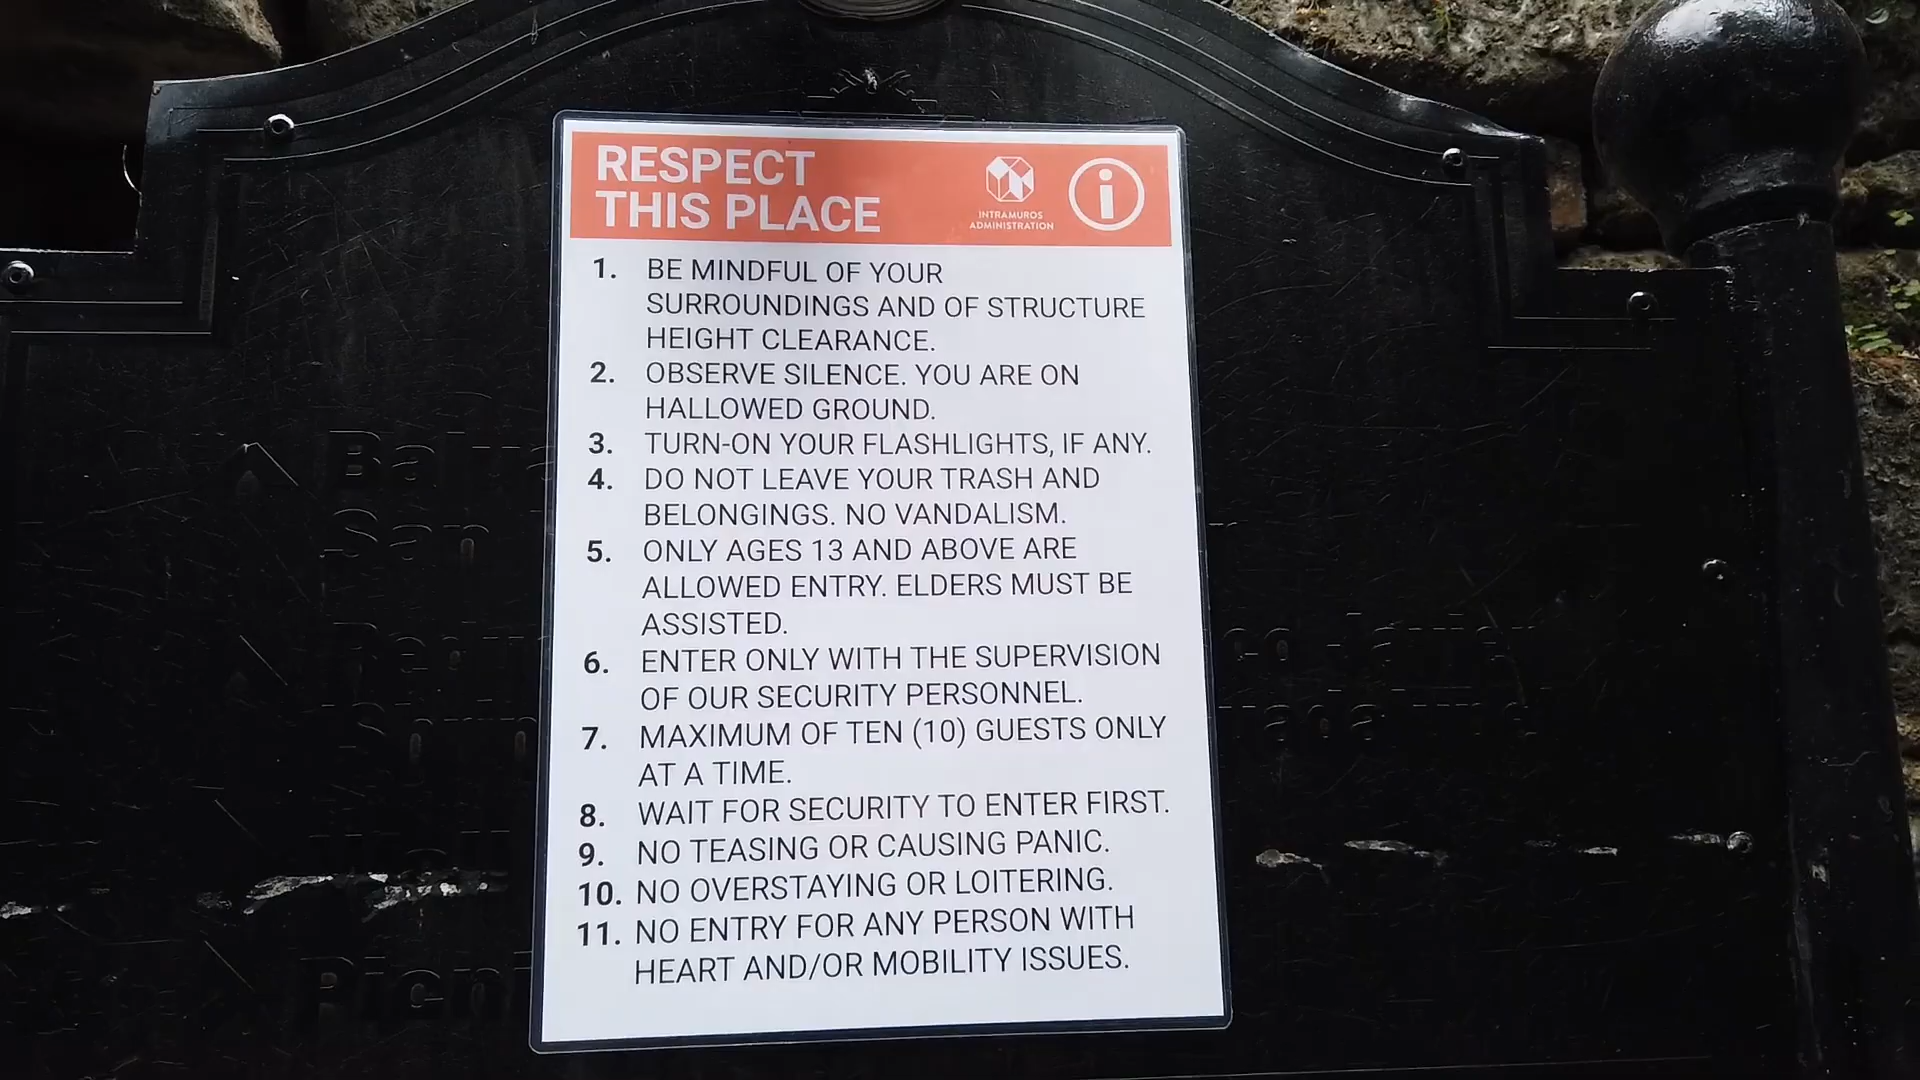 RESPECT
THIS PLACE
INTRAMUROS
ADMINISTRATION
1. BE MINDFUL OF YOUR
SURROUNDINGS AND OF STRUCTURE
HEIGHT CLEARANCE.
2. OBSERVE SILENCE. YOU ARE ON
HALLOWED GROUND.
3. TURN-ON YOUR FLASHLIGHTS, IF ANY.
4. DO NOT LEAVE YOUR TRASH AND
BELONGINGS. NO VANDALISM.
5. ONLY AGES 13 AND ABOVE ARE
ALLOWED ENTRY. ELDERS MUST BE
ASSISTED.
6. ENTER ONLY WITH THE SUPERVISION
OF OUR SECURITY PERSONNEL.
7. MAXIMUM OF TEN (10) GUESTS ONLY
AT A TIME.
8. WAIT FOR SECURITY TO ENTER FIRST.
9. NO TEASING OR CAUSING PANIC.
10. NO OVERSTAYING OR LOITERING.
11. NO ENTRY FOR ANY PERSON WITH
HEART AND/OR MOBILITY ISSUES.
San